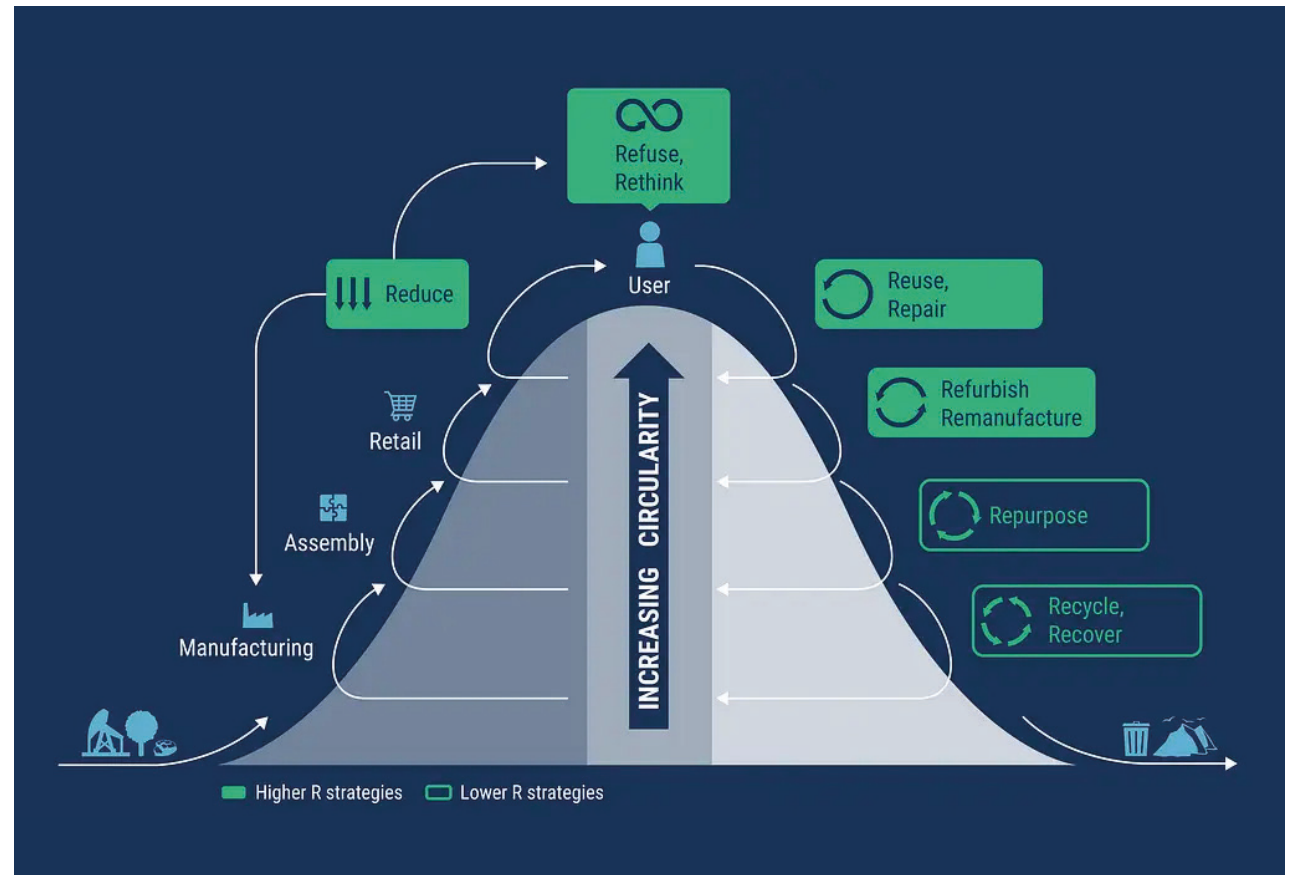 Refuse,
Rethink
User
Reduce
Reuse,
Repair
Refurbish
Remanufacture
Retail
Repurpose
Assembly
Recycle,
Recover
Manufacturing
INCREASING CIRCULARITY
Higher R strategies
Lower R strategies